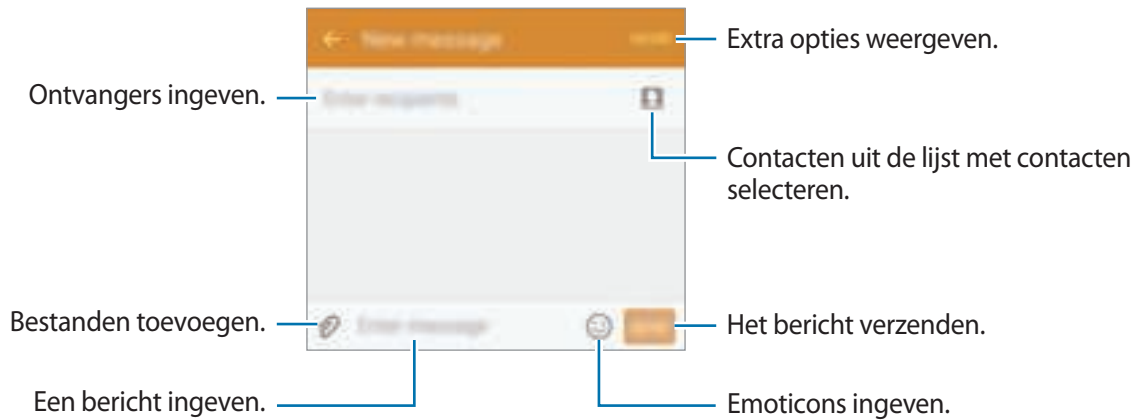 New message
Extra opties weergeven.
Ontvangers ingeven.
Enter recipients
Contacten uit de lijst met contacten
selecteren.
Bestanden toevoegen.
Enter message
Het bericht verzenden.
Een bericht ingeven.
Emoticons ingeven.